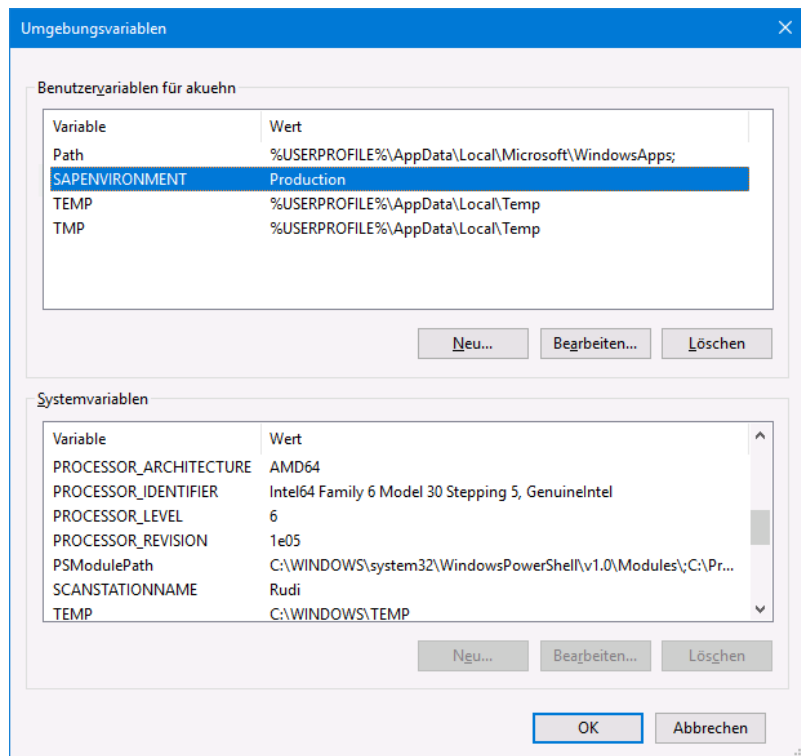 Umgebungsvariablen
Benutzervariablen für akuehn
Variable Wert
Path %USERPROFILE%\AppData\Local\Microsoft\WindowsApps;
SAPENVIRONMENT Production
TEMP %USERPROFILE%\AppData\Local\Temp
TMP %USERPROFILE%\AppData\Local\Temp
Neu... Bearbeiten... Löschen
Systemvariablen
Variable Wert
PROCESSOR_ARCHITECTURE AMD64
PROCESSOR_IDENTIFIER Intel64 Family 6 Model 30 Stepping 5, GenuineIntel
PROCESSOR_LEVEL 6
PROCESSOR_REVISION 1e05
PSModulePath C:\WINDOWS\system32\WindowsPowerShell\v1.0\Modules\;C:\Pr...
SCANSTATIONNAME Rudi
TEMP C:\WINDOWS\TEMP
Neu... Bearbeiten... Löschen
OK Abbrechen